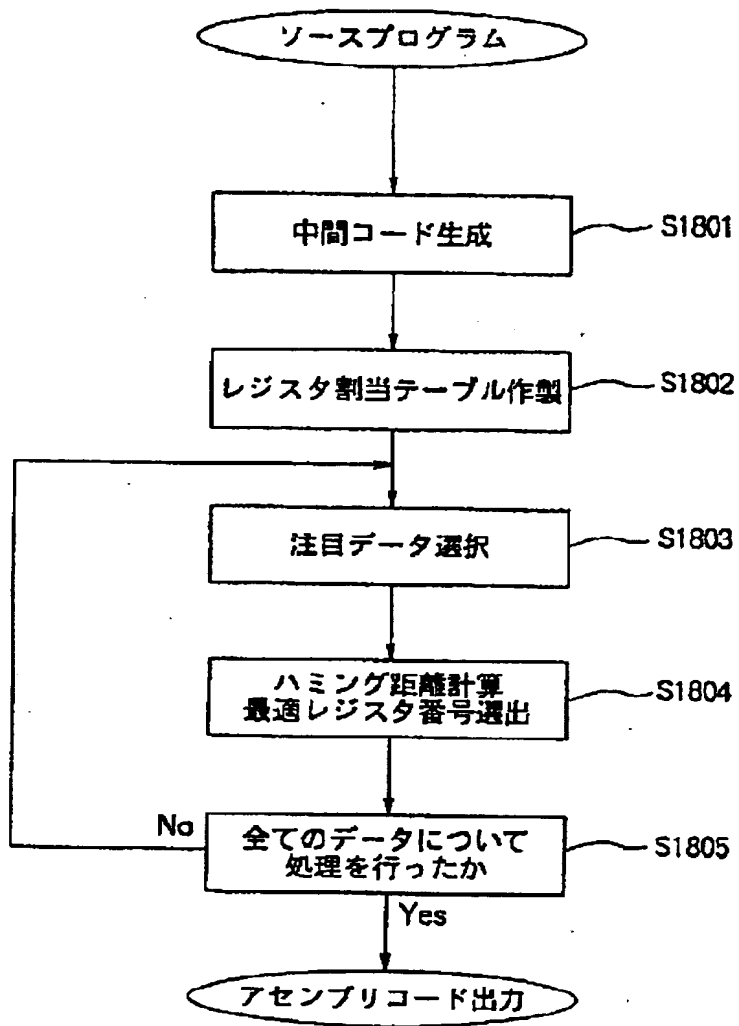 ソースプログラム
中間コード生成
S1801
レジスタ割当テーブル作製
S1802
注目データ選択
S1803
ハミング距離計算
最適レジスタ番号選出
S1804
No
全てのデータについて
処理を行ったか
S1805
Yes
アセンブリコード出力